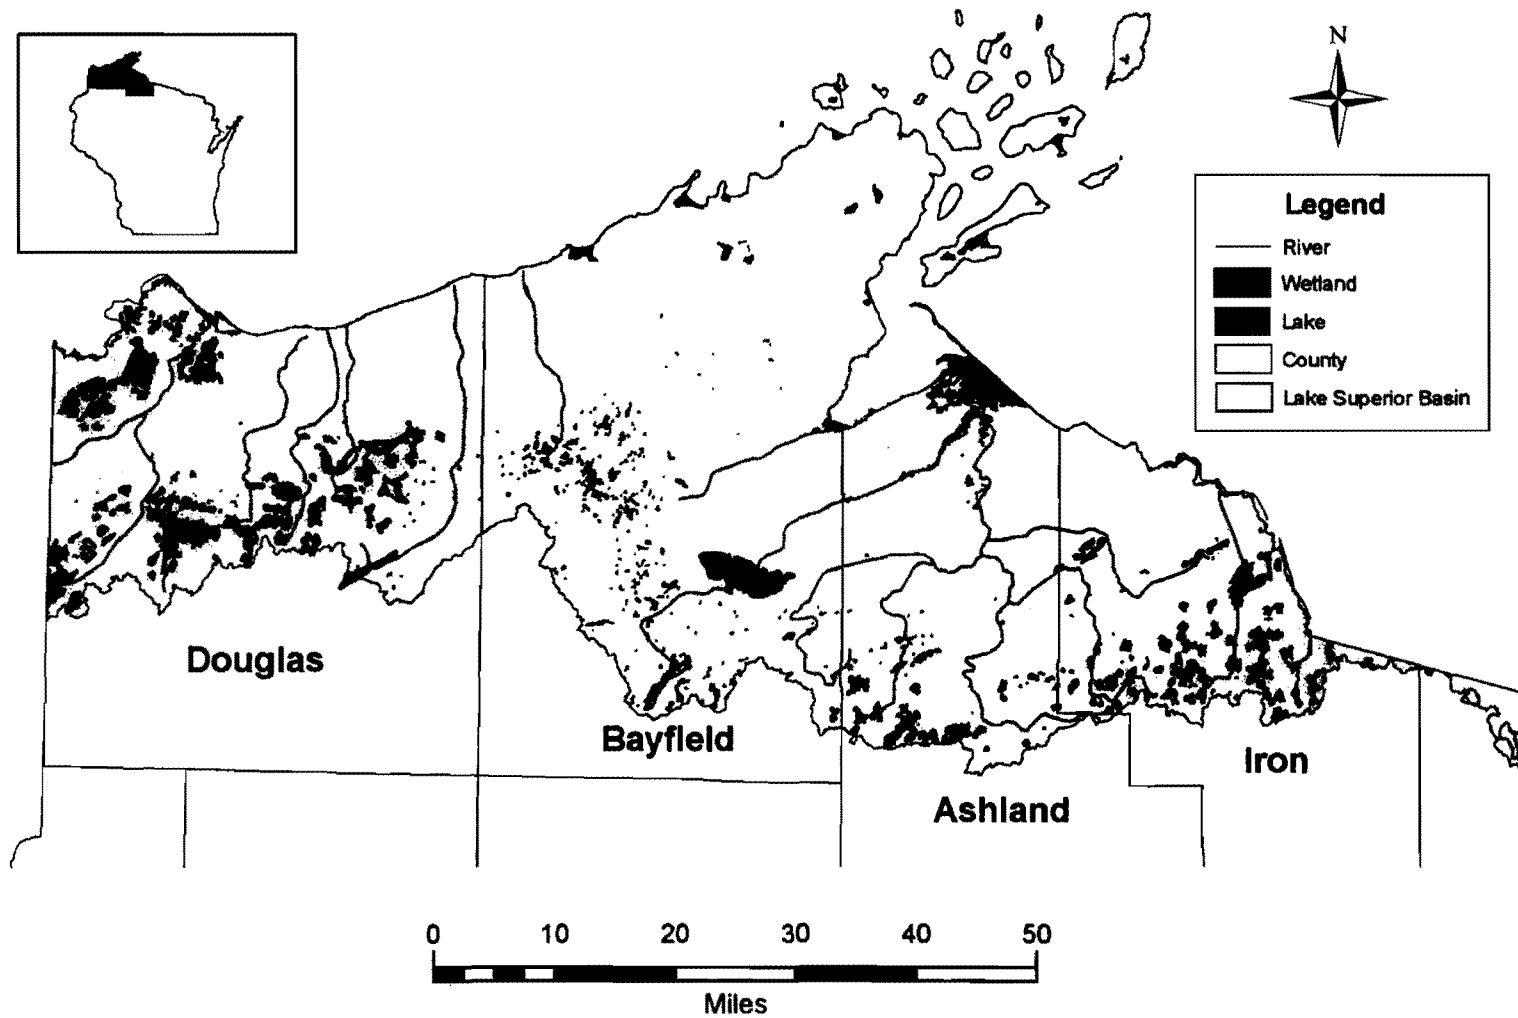 N
Legend
River
Wetland
Lake
County
Lake Superior Basin
Douglas
Bayfield
Iron
Ashland
0 10 20 30 40 50
Miles